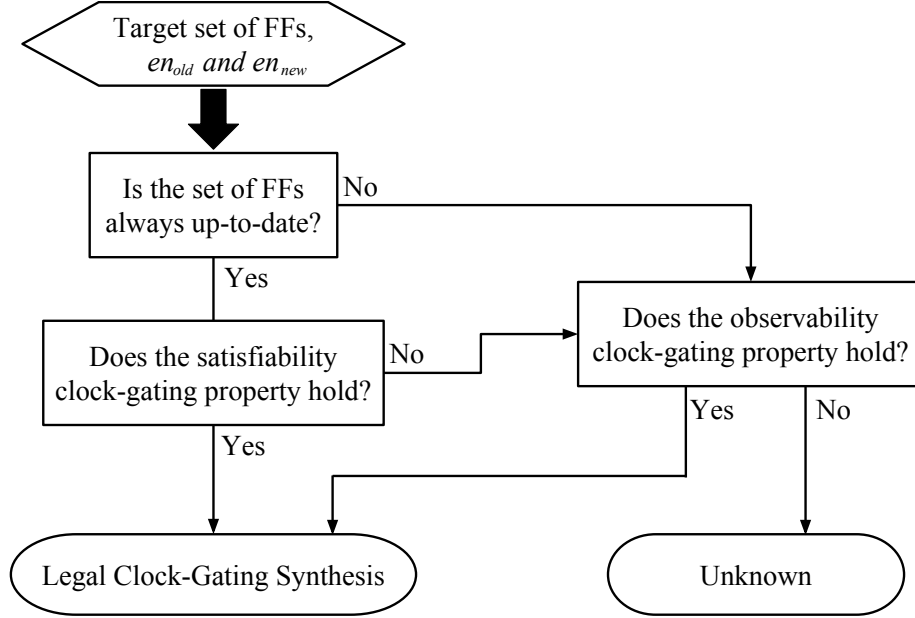 Target set of FFs,
en_old and en_new
Is the set of FFs
always up-to-date?
No
Yes
Does the satisfiability
clock-gating property hold?
No
Yes
Does the observability
clock-gating property hold?
Yes
No
Legal Clock-Gating Synthesis
Unknown